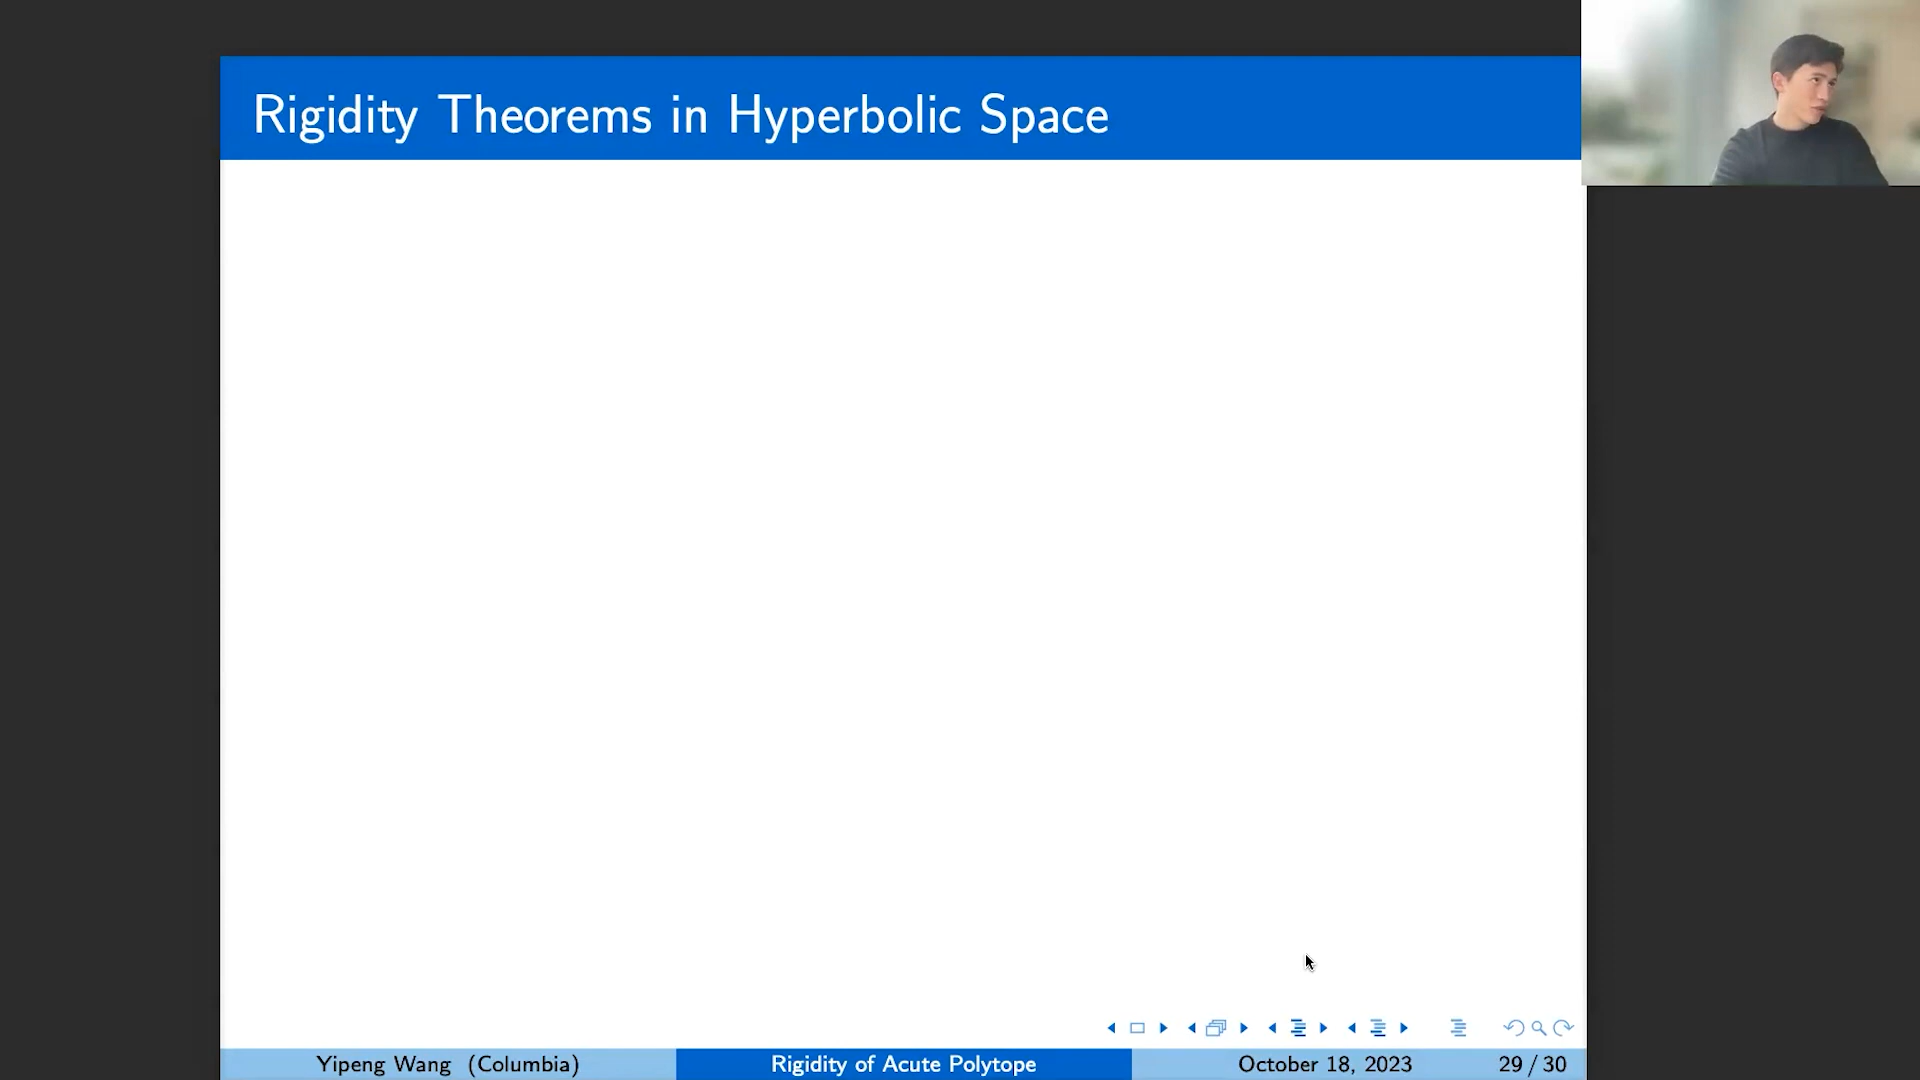 Rigidity Theorems in Hyperbolic Space
Yipeng Wang (Columbia)
Rigidity of Acute Polytope
October 18, 2023
29 / 30